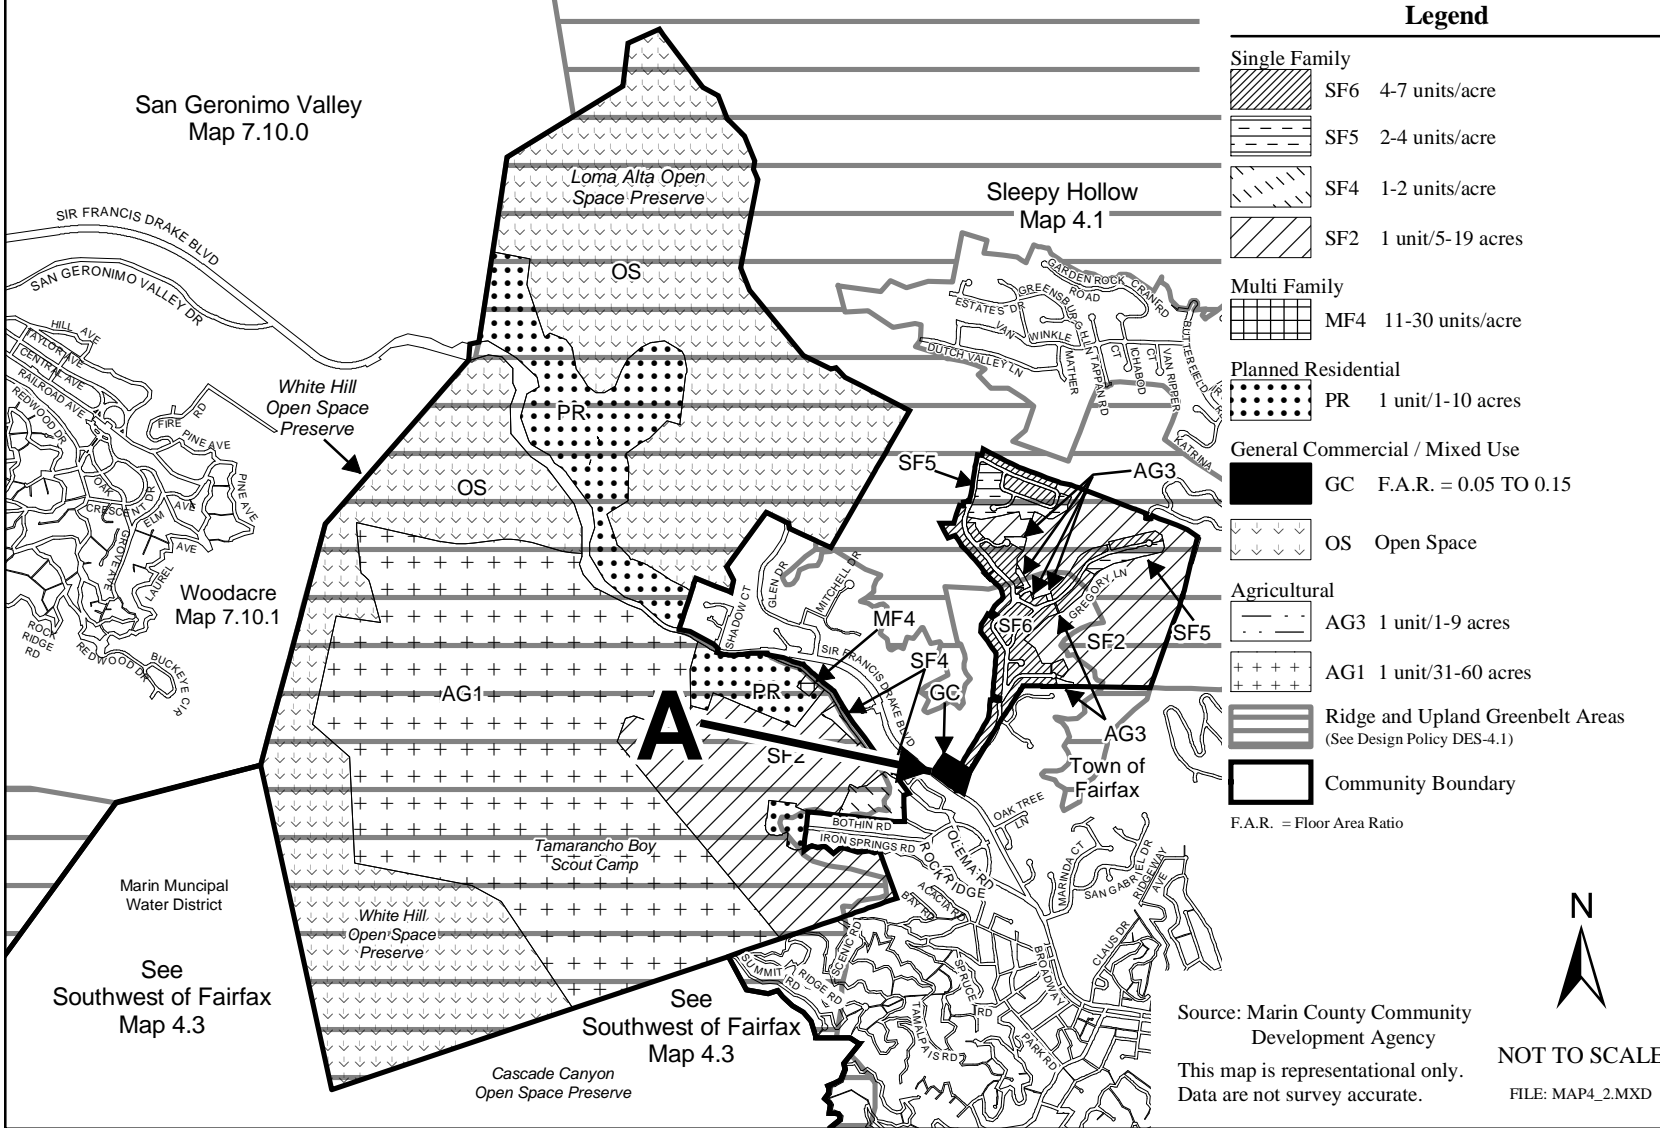 Legend
Single Family
SF6 4-7 units/acre
SF5 2-4 units/acre
SF4 1-2 units/acre
SF2 1 unit/5-19 acres
Multi Family
MF4 11-30 units/acre
Planned Residential
PR 1 unit/1-10 acres
General Commercial / Mixed Use
GC F.A.R. = 0.05 TO 0.15
OS Open Space
Agricultural
AG3 1 unit/1-9 acres
AG1 1 unit/31-60 acres
Ridge and Upland Greenbelt Areas
(See Design Policy DES-4.1)
Community Boundary
F.A.R. = Floor Area Ratio
San Geronimo Valley
Map 7.10.0
Loma Alta Open
Space Preserve
Sleepy Hollow
Map 4.1
SIR FRANCIS DRAKE BLVD
SAN GERONIMO VALLEY DR
OS
GARDEN ROCK
ROAD
CRANE
RD
ESTATES DR
GREENSBURGH LN
VAN WINKLE
DUTCH VALLEY LN
MATHER
TAPPAN RD
CT
ICHABOD
CT
VAN RIPPER
BUTTERFIELD
KATRINA
HILL AVE
TAYLOR AVE
CENTRAL AVE
RAILROAD AVE
REDWOOD DR
FIRE
RD
PINE AVE
PINE AVE
OAK
CRESCENT DR
ELM AVE
AVE
GROVE AVE
LAUREL
ROCK
RIDGE
RD
REDWOOD DR
BUCKEYE CIR
White Hill
Open Space
Preserve
PR
OS
SF5
AG3
Woodacre
Map 7.10.1
SHADOW CT
GLEN DR
MITCHELL DR
MF4
SIR FRANCIS DRAKE BLVD
SF4
GC
SF6
GREGORY LN
SF2
SF5
AG1
PR
A
SF2
AG3
Town of
Fairfax
OAK TREE
LN
BOTHIN RD
IRON SPRINGS RD
OLEMA RD
ROCKRIDGE
Tamarancho Boy
Scout Camp
ACACIA RD
BAY RD
MARINDA CT
SAN GABRIEL DR
RIDGEWAY
AVE
Marin Muncipal
Water District
White Hill
Open Space
Preserve
SCENIC RD
SUMMIT RD
RIDGE RD
SPRUCE
RD
BROADWAY
CLAUS DR
TAMALPAIS RD
PARK RD
See
Southwest of Fairfax
Map 4.3
See
Southwest of Fairfax
Map 4.3
Cascade Canyon
Open Space Preserve
N
Source: Marin County Community
Development Agency
This map is representational only.
Data are not survey accurate.
NOT TO SCALE
FILE: MAP4_2.MXD